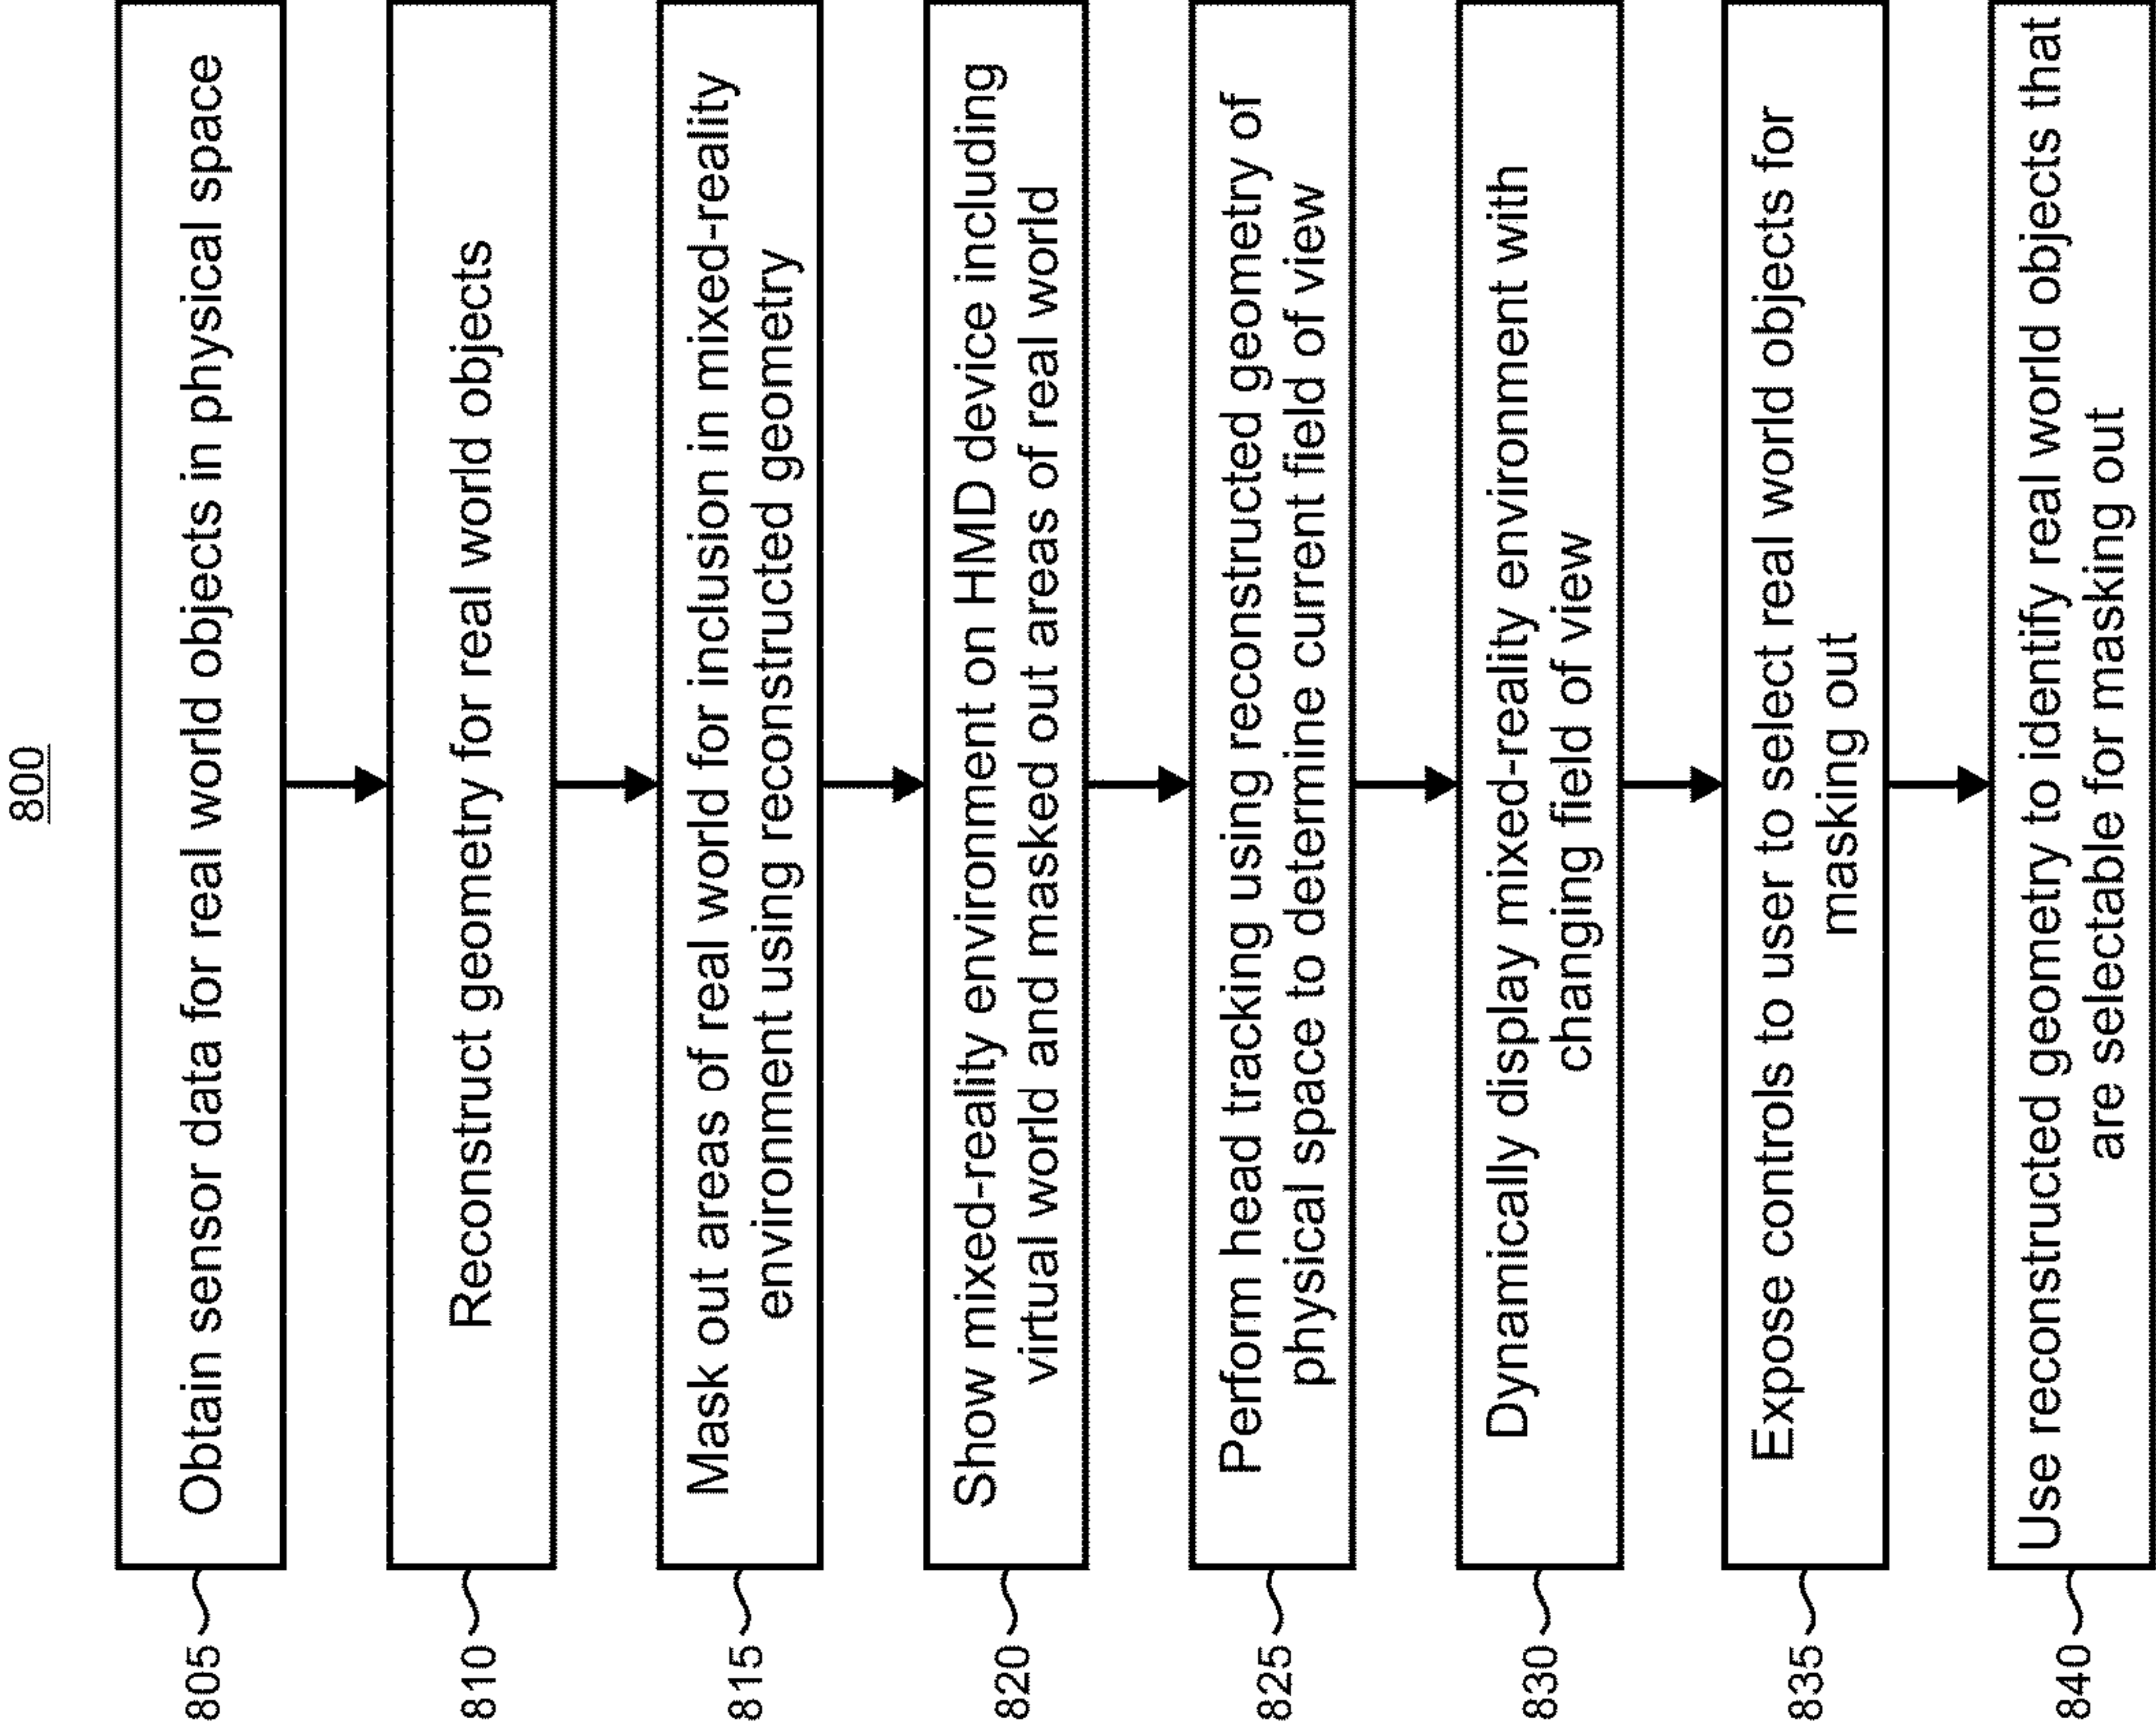 800
805
Obtain sensor data for real world objects in physical space
810
Reconstruct geometry for real world objects
815
Mask out areas of real world for inclusion in mixed-reality
environment using reconstructed geometry
820
Show mixed-reality environment on HMD device including
virtual world and masked out areas of real world
825
Perform head tracking using reconstructed geometry of
physical space to determine current field of view
830
Dynamically display mixed-reality environment with
changing field of view
835
Expose controls to user to select real world objects for
masking out
840
Use reconstructed geometry to identify real world objects that
are selectable for masking out